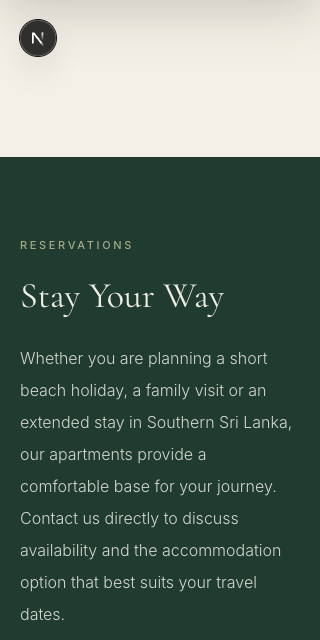 N
RESERVATIONS
Stay Your Way
Whether you are planning a short
beach holiday, a family visit or an
extended stay in Southern Sri Lanka,
our apartments provide a
comfortable base for your journey.
Contact us directly to discuss
availability and the accommodation
option that best suits your travel
dates.